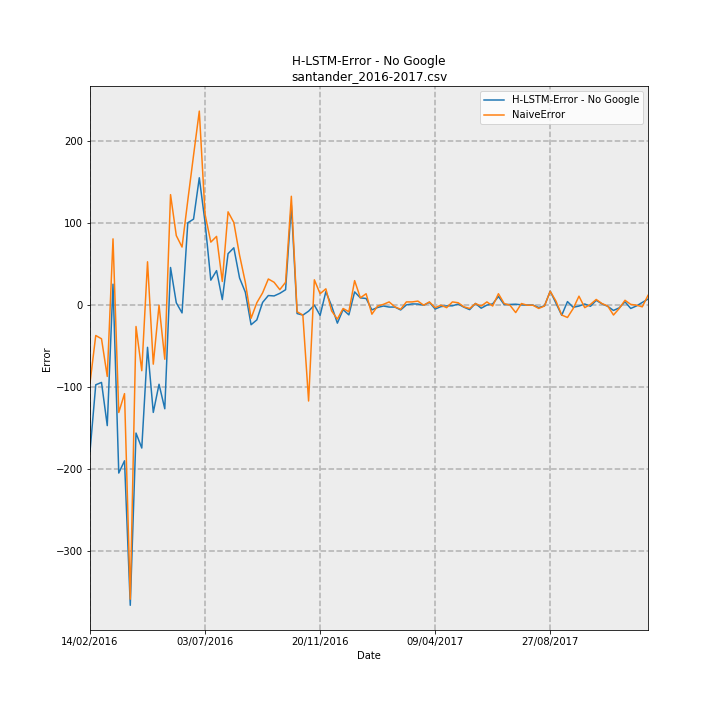 H-LSTM-Error - No Google
santander_2016-2017.csv
H-LSTM-Error - No Google
NaiveError
200
100
0
−100
−200
−300
Error
14/02/2016
03/07/2016
20/11/2016
09/04/2017
27/08/2017
Date